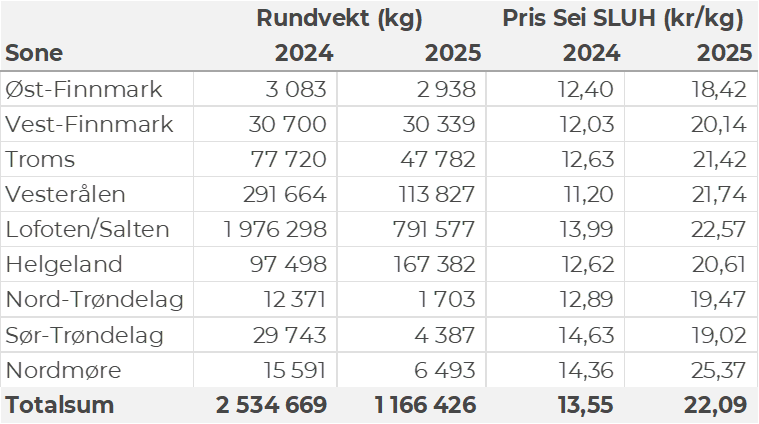 Rundvekt (kg) Pris Sei SLUH (kr/kg)
Sone 2024 2025 2024 2025
Øst-Finnmark 3 083 2 938 12,40 18,42
Vest-Finnmark 30 700 30 339 12,03 20,14
Troms 77 720 47 782 12,63 21,42
Vesterålen 291 664 113 827 11,20 21,74
Lofoten/Salten 1 976 298 791 577 13,99 22,57
Helgeland 97 498 167 382 12,62 20,61
Nord-Trøndelag 12 371 1 703 12,89 19,47
Sør-Trøndelag 29 743 4 387 14,63 19,02
Nordmøre 15 591 6 493 14,36 25,37
Totalsum 2 534 669 1 166 426 13,55 22,09